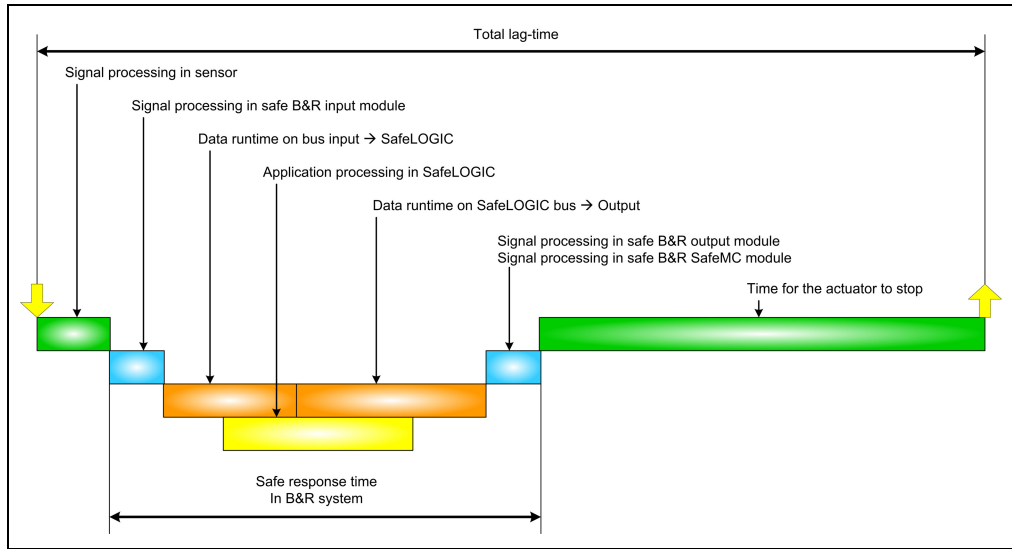 Total lag-time
Signal processing in sensor
Signal processing in safe B&R input module
Data runtime on bus input → SafeLOGIC
Application processing in SafeLOGIC
Data runtime on SafeLOGIC bus → Output
Signal processing in safe B&R output module
Signal processing in safe B&R SafeMC module
Time for the actuator to stop
Safe response time
In B&R system